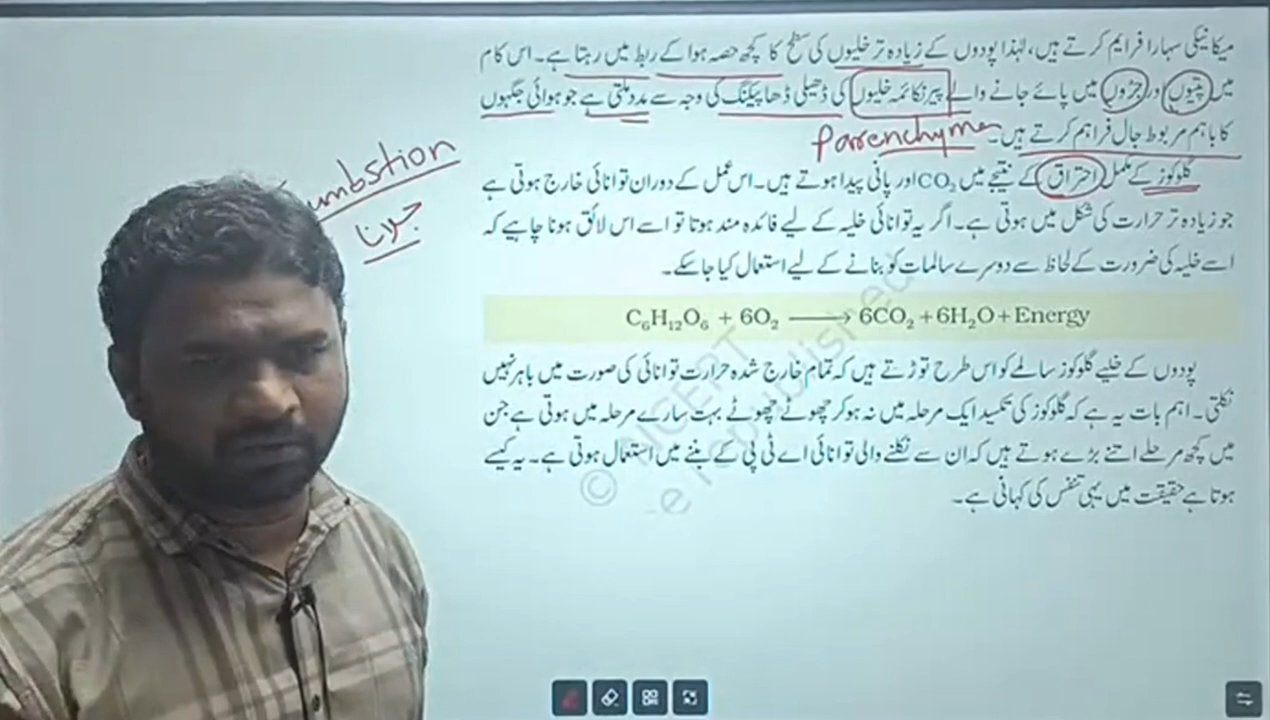 میکانیکی سہارا فراہم کرتے ہیں، لہٰذا پودوں کے زیادہ تر خلیوں کی سطح کا کچھ حصہ ہوا کے ربط میں رہتا ہے۔ اس کام
میں پتیوں در جڑوں میں پائے جانے والے پیرنکائمہ خلیوں کی ڈھیلی ڈھا پیکنگ کی وجہ سے مدد ملتی ہے جو ہوائی جگہوں
کا باہم مربوط جال فراہم کرتے ہیں۔
Parenchyma
umbstion
جلانا
گلوکوز کے مکمل احتراق کے نتیجے میں CO₂ اور پانی پیدا ہوتے ہیں۔ اس عمل کے دوران توانائی خارج ہوتی ہے
جو زیادہ تر حرارت کی شکل میں ہوتی ہے۔ اگر یہ توانائی خلیہ کے لیے فائدہ مند ہوتا تو اسے اس لائق ہونا چاہیے کہ
اسے خلیہ کی ضرورت کے لحاظ سے دوسرے سالمات کو بنانے کے لیے استعمال کیا جا سکے۔
C₆H₁₂O₆ + 6O₂ ⟶ 6CO₂ + 6H₂O + Energy
پودوں کے خلیے گلوکوز سالمے کو اس طرح توڑتے ہیں کہ تمام خارج شدہ حرارت توانائی کی صورت میں باہر نہیں
نکلتی۔ اہم بات یہ ہے کہ گلوکوز کی تکسید ایک مرحلہ میں نہ ہو کر چھوٹے چھوٹے بہت سارے مرحلہ میں ہوتی ہے جن
میں کچھ مرحلے اتنے بڑے ہوتے ہیں کہ ان سے نکلنے والی توانائی اے ٹی پی کے بننے میں استعمال ہوتی ہے۔ یہ کیسے
ہوتا ہے حقیقت میں یہی تنفس کی کہانی ہے۔
© NCERT
e republished